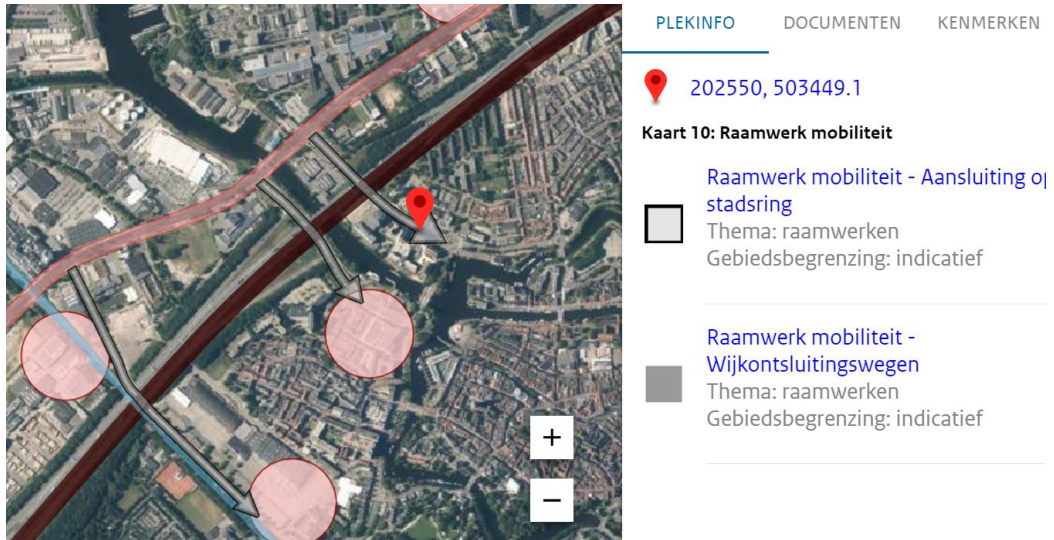 PLEKINFO DOCUMENTEN KENMERKEN
202550, 503449.1
Kaart 10: Raamwerk mobiliteit
Raamwerk mobiliteit - Aansluiting op
stadsring
Thema: raamwerken
Gebiedsbegrenzing: indicatief
Raamwerk mobiliteit -
Wijkontsluitingswegen
Thema: raamwerken
Gebiedsbegrenzing: indicatief
+
−